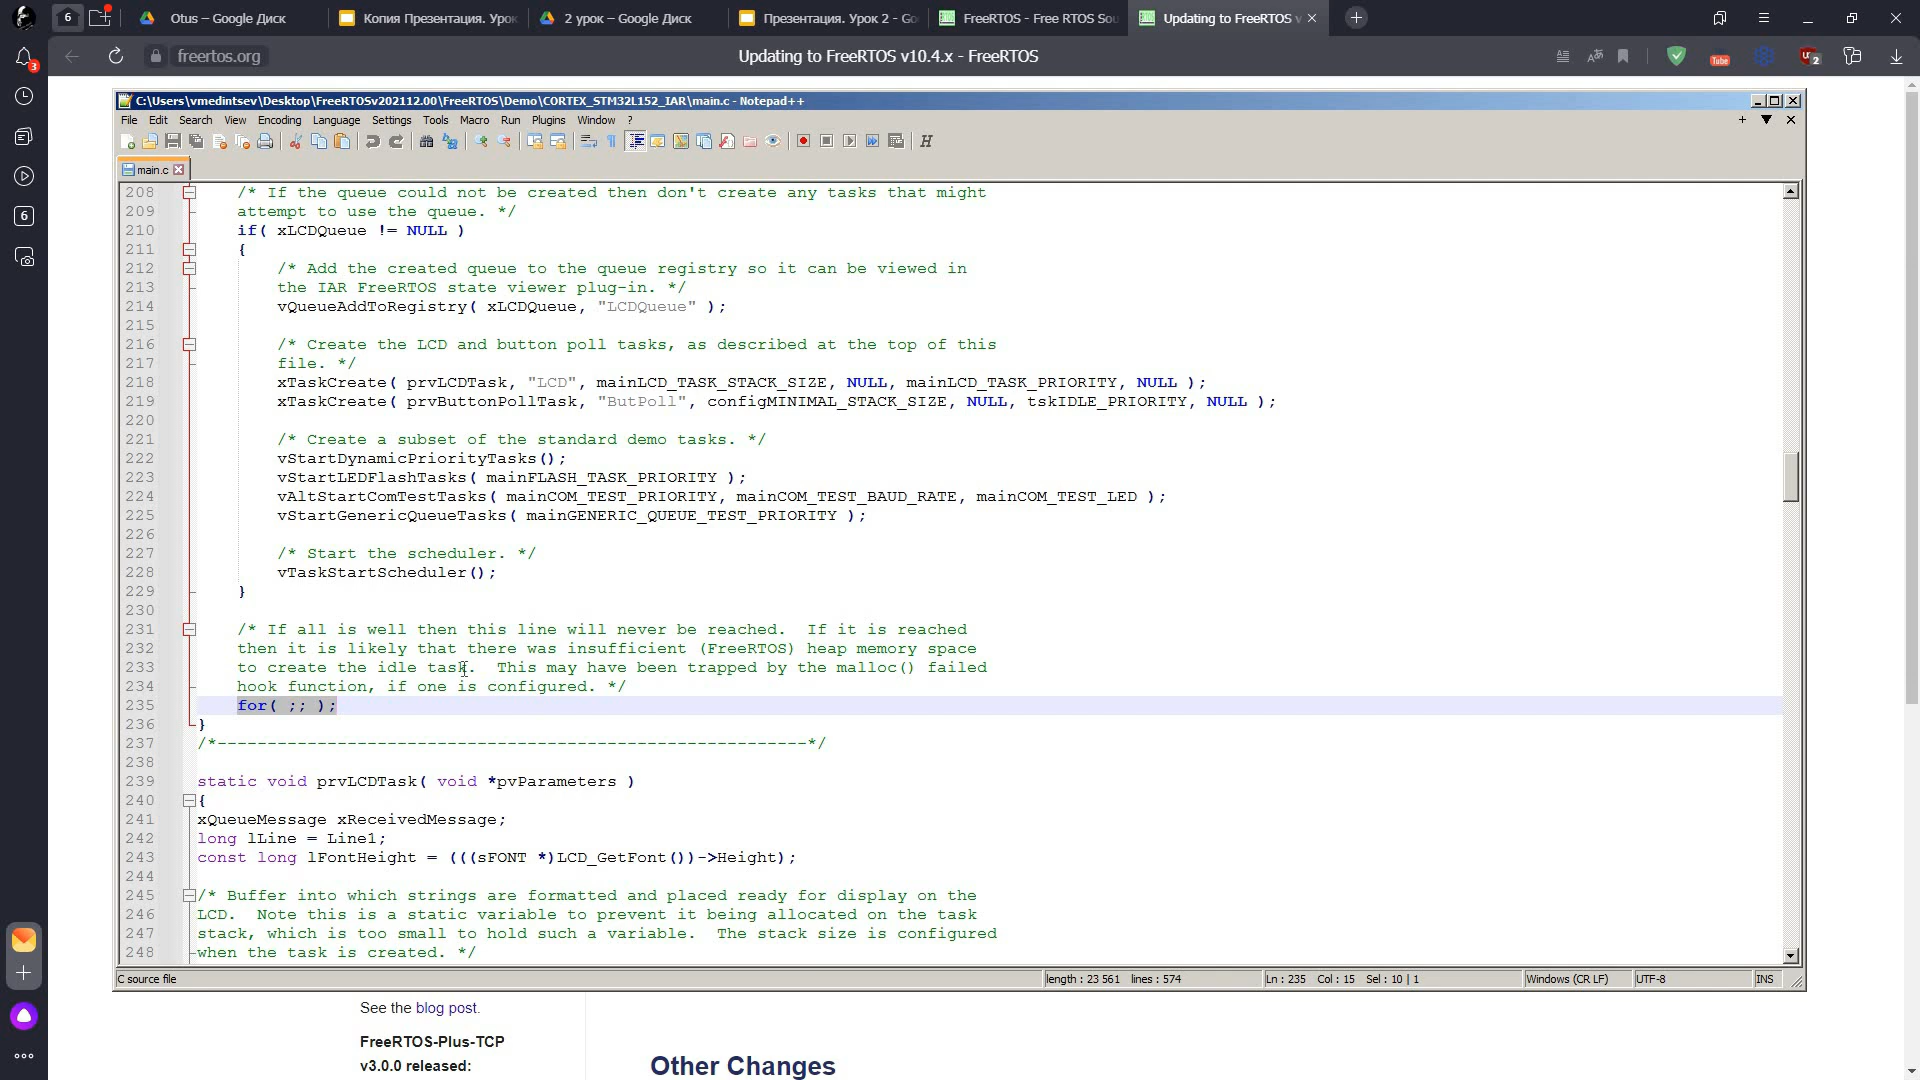 6
Otus – Google Диск
Копия Презентация. Урок
2 урок – Google Диск
Презентация. Урок 2 - Go
FreeRTOS - Free RTOS Sou
Updating to FreeRTOS v
3
freertos.org
Updating to FreeRTOS v10.4.x - FreeRTOS
Tube
2
6
C:\Users\vmedintsev\Desktop\FreeRTOSv202112.00\FreeRTOS\Demo\CORTEX_STM32L152_IAR\main.c - Notepad++
File Edit Search View Encoding Language Settings Tools Macro Run Plugins Window ?
main.c
208 /* If the queue could not be created then don't create any tasks that might
209 attempt to use the queue. */
210 if( xLCDQueue != NULL )
211 {
212 /* Add the created queue to the queue registry so it can be viewed in
213 the IAR FreeRTOS state viewer plug-in. */
214 vQueueAddToRegistry( xLCDQueue, "LCDQueue" );
215
216 /* Create the LCD and button poll tasks, as described at the top of this
217 file. */
218 xTaskCreate( prvLCDTask, "LCD", mainLCD_TASK_STACK_SIZE, NULL, mainLCD_TASK_PRIORITY, NULL );
219 xTaskCreate( prvButtonPollTask, "ButPoll", configMINIMAL_STACK_SIZE, NULL, tskIDLE_PRIORITY, NULL );
220
221 /* Create a subset of the standard demo tasks. */
222 vStartDynamicPriorityTasks();
223 vStartLEDFlashTasks( mainFLASH_TASK_PRIORITY );
224 vAltStartComTestTasks( mainCOM_TEST_PRIORITY, mainCOM_TEST_BAUD_RATE, mainCOM_TEST_LED );
225 vStartGenericQueueTasks( mainGENERIC_QUEUE_TEST_PRIORITY );
226
227 /* Start the scheduler. */
228 vTaskStartScheduler();
229 }
230
231 /* If all is well then this line will never be reached.  If it is reached
232 then it is likely that there was insufficient (FreeRTOS) heap memory space
233 to create the idle task.  This may have been trapped by the malloc() failed
234 hook function, if one is configured. */
235 for( ;; );
236 }
237 /*-----------------------------------------------------------*/
238
239 static void prvLCDTask( void *pvParameters )
240 {
241 xQueueMessage xReceivedMessage;
242 long lLine = Line1;
243 const long lFontHeight = (((sFONT *)LCD_GetFont())->Height);
244
245 /* Buffer into which strings are formatted and placed ready for display on the
246 LCD.  Note this is a static variable to prevent it being allocated on the task
247 stack, which is too small to hold such a variable.  The stack size is configured
248 when the task is created. */
C source file length : 23 561 lines : 574 Ln : 235 Col : 15 Sel : 10 | 1 Windows (CR LF) UTF-8 INS
See the blog post.
FreeRTOS-Plus-TCP
v3.0.0 released:
Other Changes